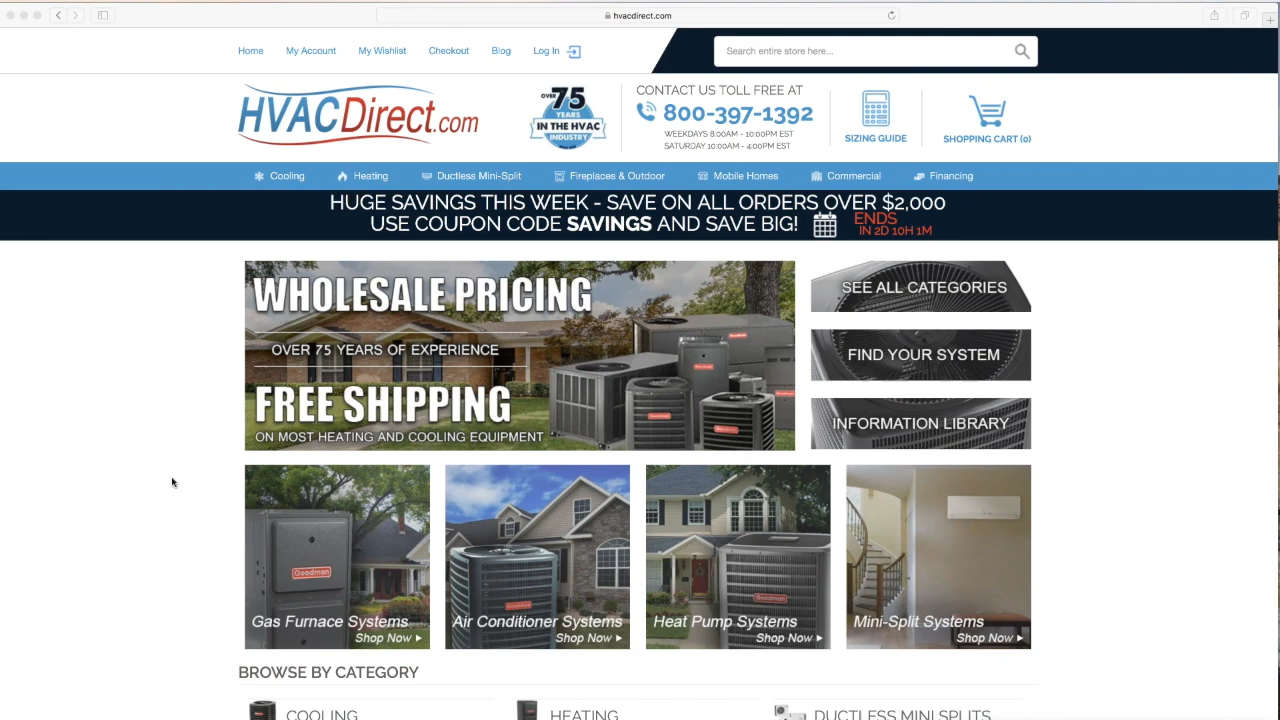 hvacdirect.com
Home My Account My Wishlist Checkout Blog Log In
Search entire store here...
HVACDirect.com
OVER 75 YEARS IN THE HVAC INDUSTRY
CONTACT US TOLL FREE AT
800-397-1392
WEEKDAYS 8:00AM - 10:00PM EST
SATURDAY 10:00AM - 4:00PM EST
SIZING GUIDE
SHOPPING CART (0)
Cooling Heating Ductless Mini-Split Fireplaces & Outdoor Mobile Homes Commercial Financing
HUGE SAVINGS THIS WEEK - SAVE ON ALL ORDERS OVER $2,000
USE COUPON CODE SAVINGS AND SAVE BIG!
ENDS
IN 2D 10H 1M
WHOLESALE PRICING
OVER 75 YEARS OF EXPERIENCE
FREE SHIPPING
ON MOST HEATING AND COOLING EQUIPMENT
Goodman
Goodman
Goodman
Goodman
SEE ALL CATEGORIES
FIND YOUR SYSTEM
INFORMATION LIBRARY
Goodman
Gas Furnace Systems
Shop Now
Goodman
Air Conditioner Systems
Shop Now
Goodman
Heat Pump Systems
Shop Now
Mini-Split Systems
Shop Now
BROWSE BY CATEGORY
COOLING
HEATING
DUCTLESS MINI SPLITS